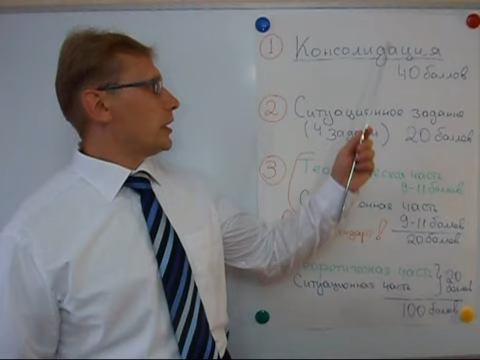 1 Консолидация
40 баллов
2 Ситуационное задание
(4 задачи) 20 баллов
3 часть
9-11 баллов
часть
9-11 баллов
20 баллов
Теоретическая часть
Ситуационная часть } 20 баллов
100 баллов